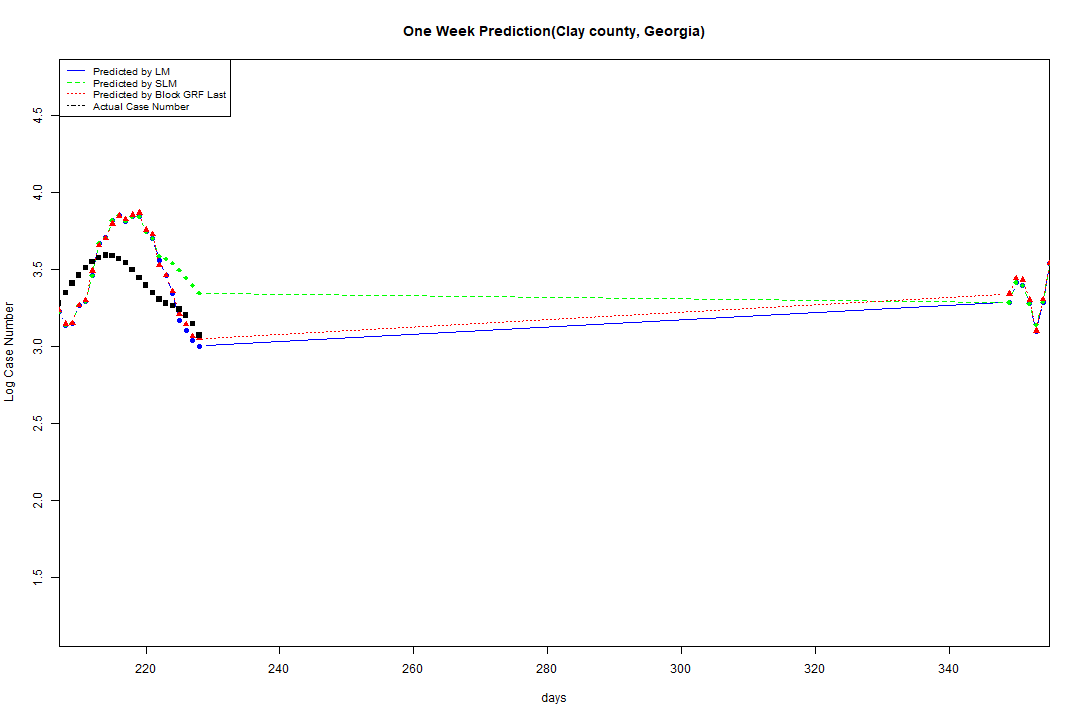 One Week Prediction(Clay county, Georgia)
Predicted by LM
Predicted by SLM
Predicted by Block GRF Last
Actual Case Number
Log Case Number
4.5
4.0
3.5
3.0
2.5
2.0
1.5
220 240 260 280 300 320 340
days